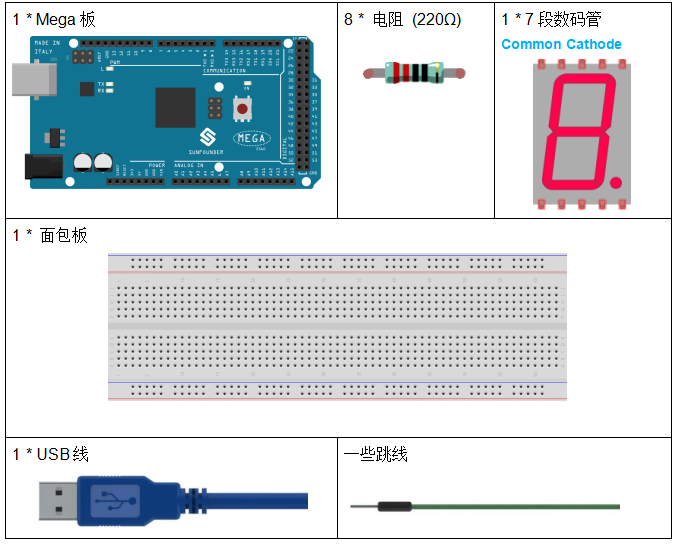 1 * Mega 板
MADE IN
ITALY
PWM
L
TX
RX
COMMUNICATION
ON
SUNFOUNDER
MEGA
2560
DIGITAL
POWER
ANALOG IN
8 * 电阻 (220Ω)
1 * 7 段数码管
Common Cathode
1 * 面包板
1 * USB 线
一些跳线